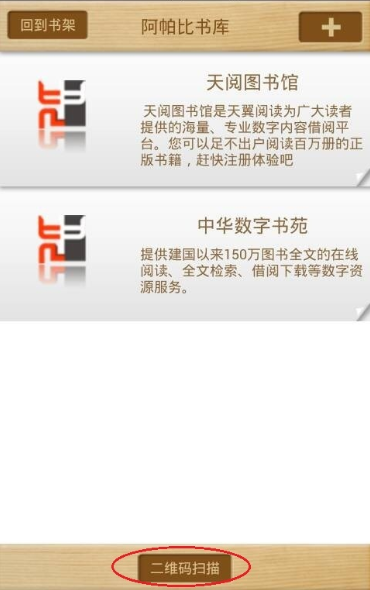 回到书架 阿帕比书库 +
天阅图书馆
天阅图书馆是天翼阅读为广大读者
提供的海量、专业数字内容借阅平
台。您可以足不出户阅读百万册的正
版书籍，赶快注册体验吧
中华数字书苑
提供建国以来150万图书全文的在线
阅读、全文检索、借阅下载等数字资
源服务。
二维码扫描